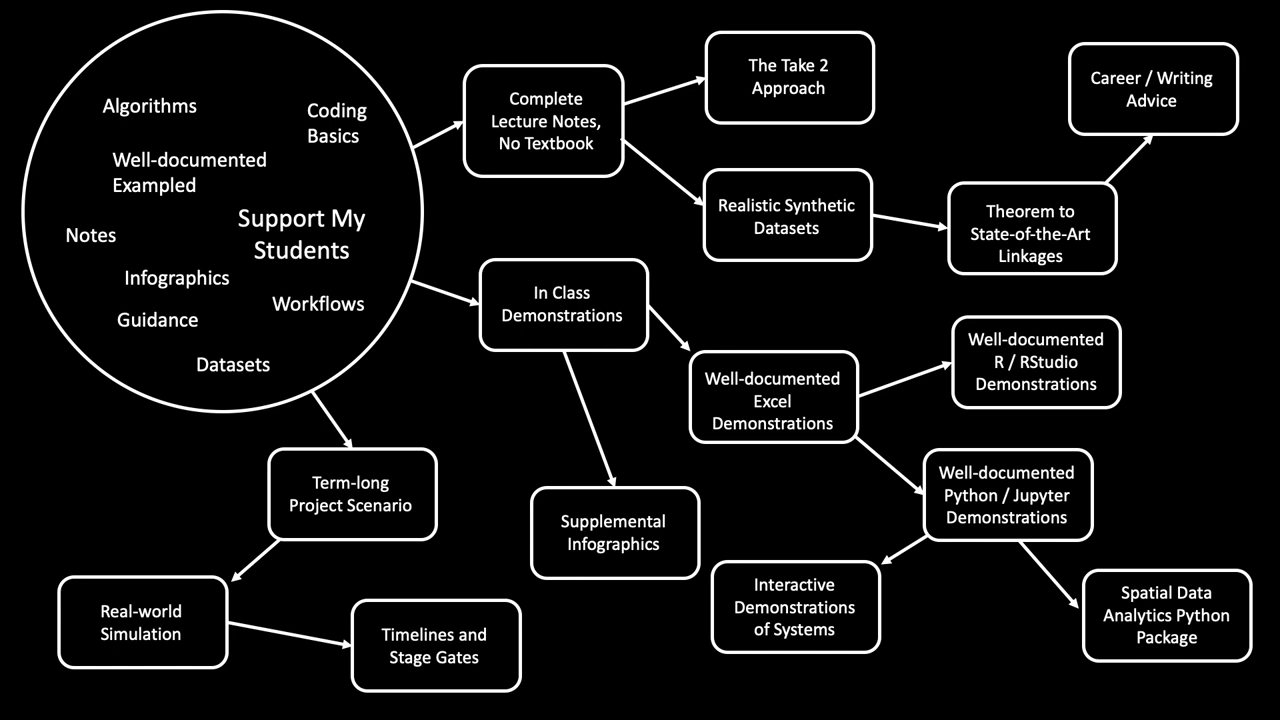 Algorithms
Coding
Basics
Well-documented
Exampled
Support My
Students
Notes
Infographics
Workflows
Guidance
Datasets
Complete
Lecture Notes,
No Textbook
The Take 2
Approach
Career / Writing
Advice
Realistic Synthetic
Datasets
Theorem to
State-of-the-Art
Linkages
In Class
Demonstrations
Well-documented
Excel
Demonstrations
Well-documented
R / RStudio
Demonstrations
Term-long
Project Scenario
Supplemental
Infographics
Well-documented
Python / Jupyter
Demonstrations
Real-world
Simulation
Timelines and
Stage Gates
Interactive
Demonstrations
of Systems
Spatial Data
Analytics Python
Package